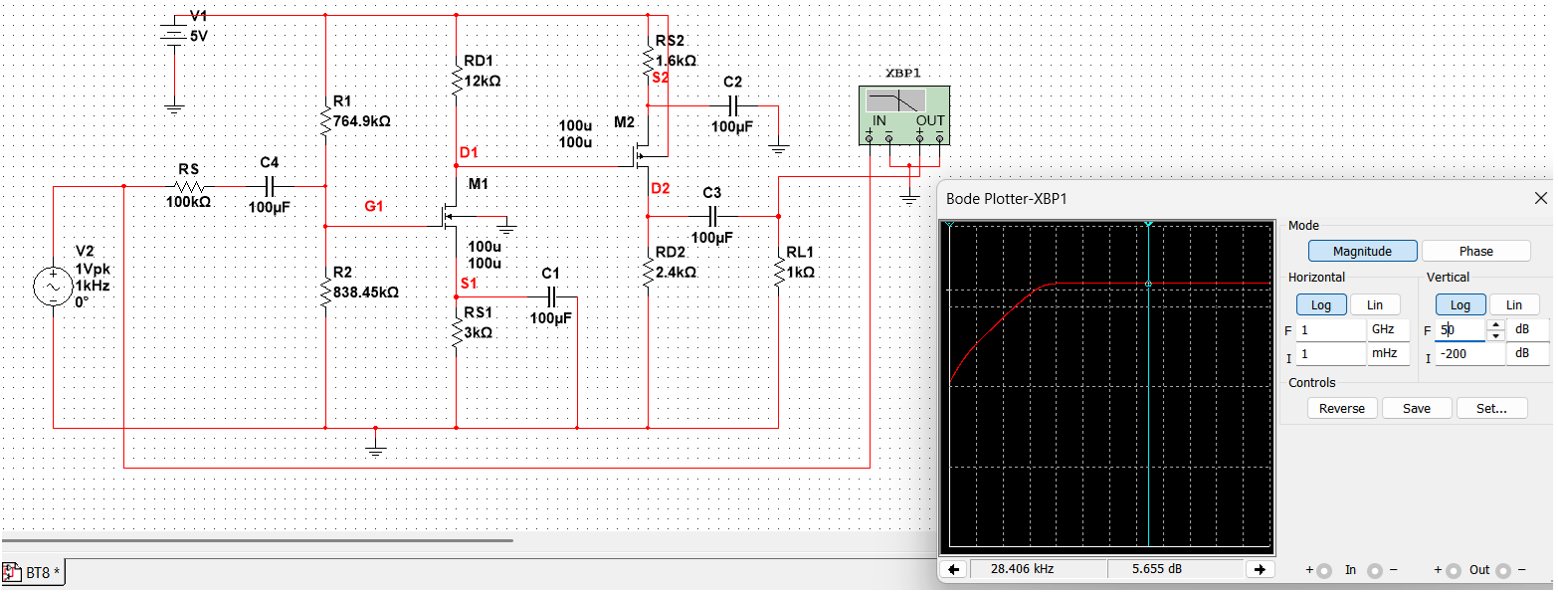 V1
5V
RD1
12kΩ
RS2
1.6kΩ
S2
C2
100µF
XBP1
IN
OUT
+
−
+
−
R1
764.9kΩ
100u
100u
M2
D1
RS
100kΩ
C4
100µF
M1
D2
C3
100µF
G1
100u
100u
V2
1Vpk
1kHz
0°
R2
838.45kΩ
S1
C1
100µF
RS1
3kΩ
RD2
2.4kΩ
RL1
1kΩ
BT8 *
Bode Plotter-XBP1
Mode
Magnitude
Phase
Horizontal
Vertical
Log
Lin
Log
Lin
F 1 GHz
F 50 dB
I 1 mHz
I -200 dB
Controls
Reverse
Save
Set...
28.406 kHz
5.655 dB
+ In −
+ Out −